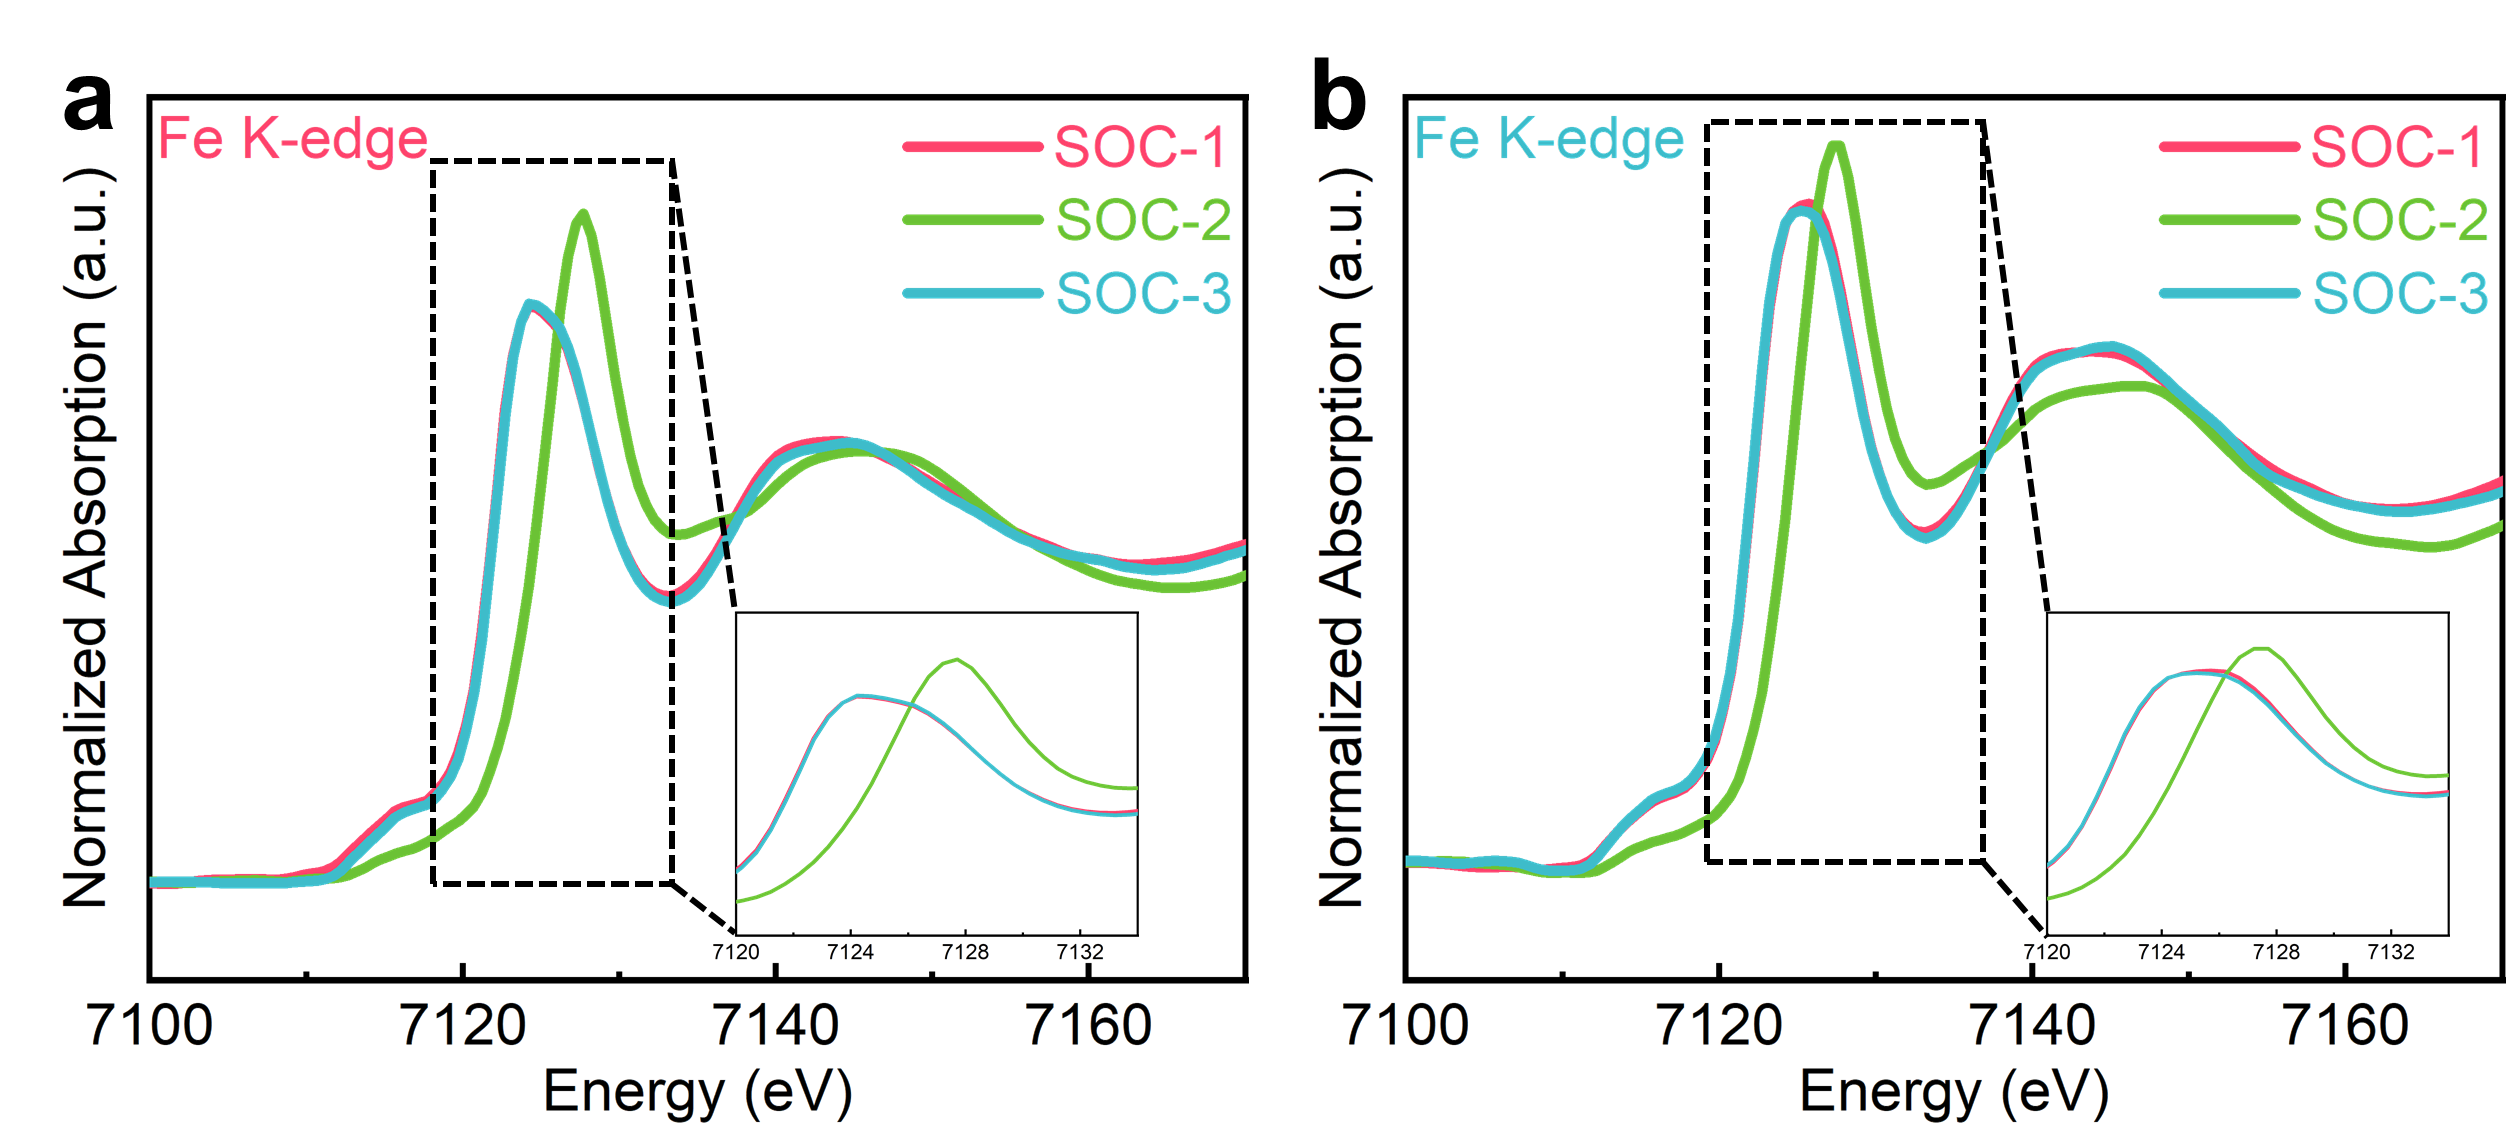 a
Fe K-edge
SOC-1
SOC-2
SOC-3
Normalized Absorption (a.u.)
7120 7124 7128 7132
7100 7120 7140 7160
Energy (eV)
b
Fe K-edge
SOC-1
SOC-2
SOC-3
Normalized Absorption (a.u.)
7120 7124 7128 7132
7100 7120 7140 7160
Energy (eV)